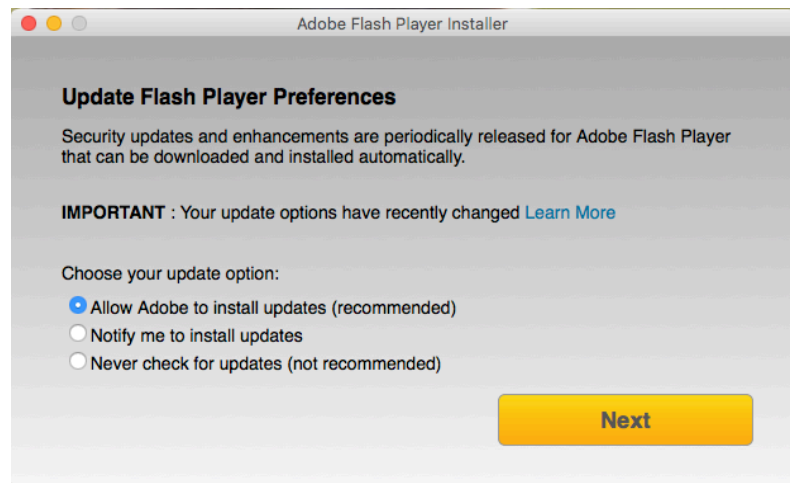 Adobe Flash Player Installer
Update Flash Player Preferences
Security updates and enhancements are periodically released for Adobe Flash Player
that can be downloaded and installed automatically.
IMPORTANT : Your update options have recently changed Learn More
Choose your update option:
Allow Adobe to install updates (recommended)
Notify me to install updates
Never check for updates (not recommended)
Next